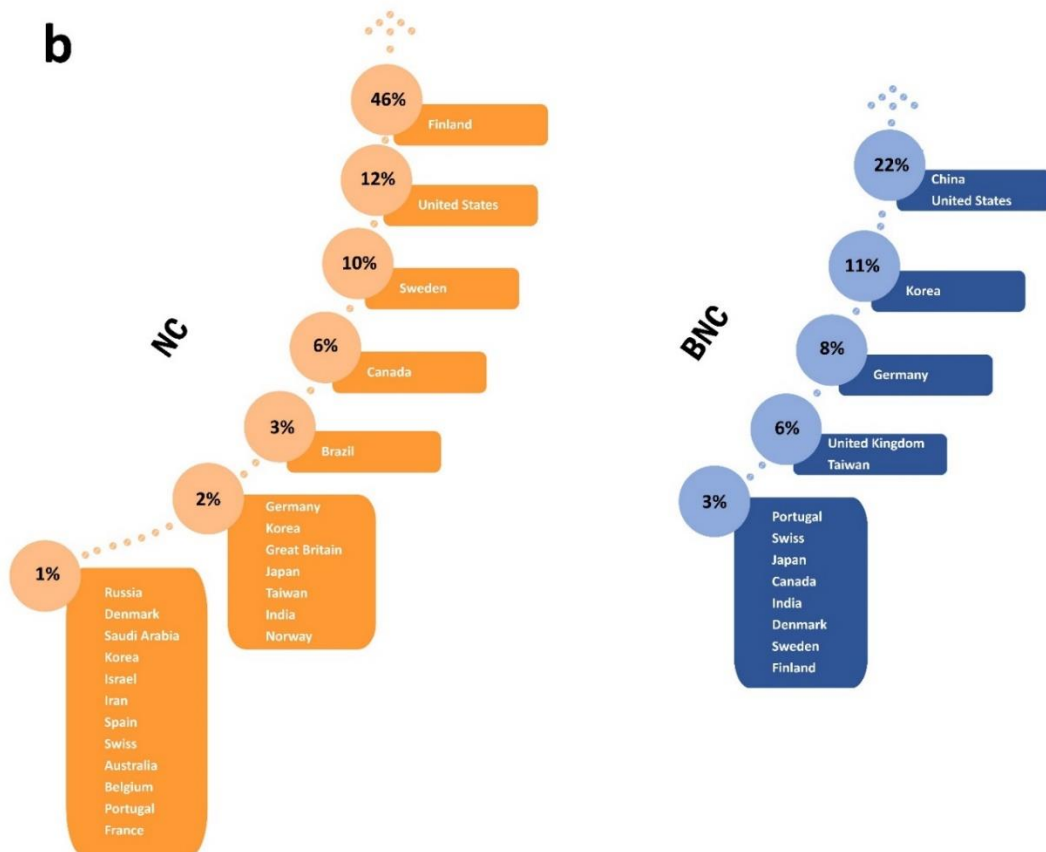 b
NC
46%
Finland
12%
United States
10%
Sweden
6%
Canada
3%
Brazil
2%
Germany
Korea
Great Britain
Japan
Taiwan
India
Norway
1%
Russia
Denmark
Saudi Arabia
Korea
Israel
Iran
Spain
Swiss
Australia
Belgium
Portugal
France
BNC
22%
China
United States
11%
Korea
8%
Germany
6%
United Kingdom
Taiwan
3%
Portugal
Swiss
Japan
Canada
India
Denmark
Sweden
Finland